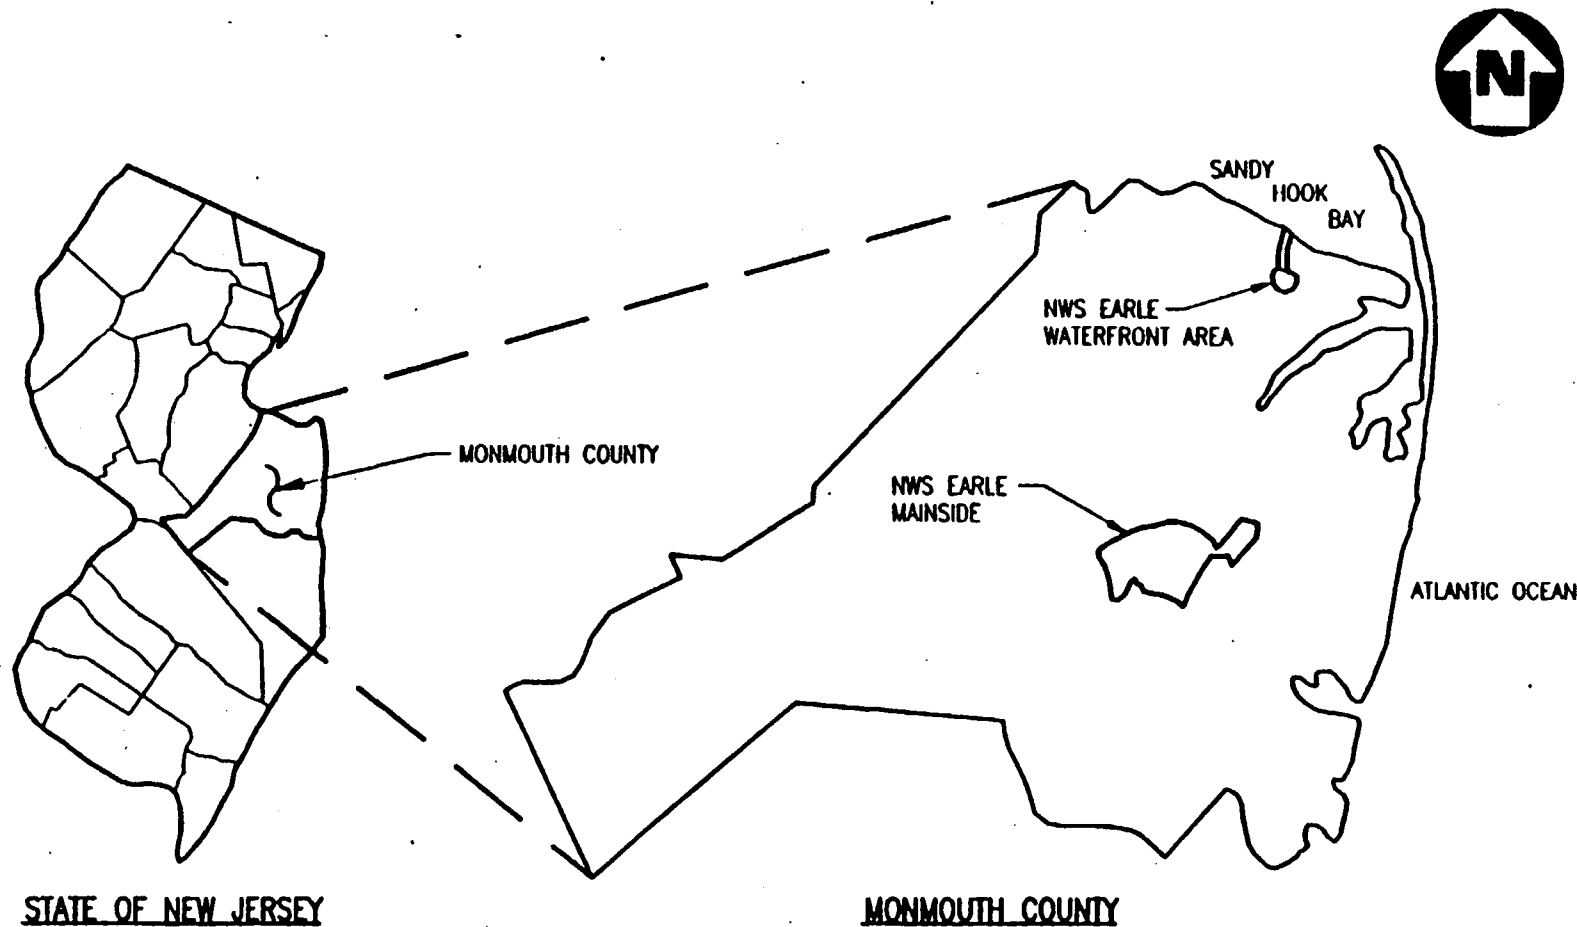 N
SANDY
HOOK
BAY
NWS EARLE
WATERFRONT AREA
MONMOUTH COUNTY
NWS EARLE
MAINSIDE
ATLANTIC OCEAN
STATE OF NEW JERSEY
MONMOUTH COUNTY